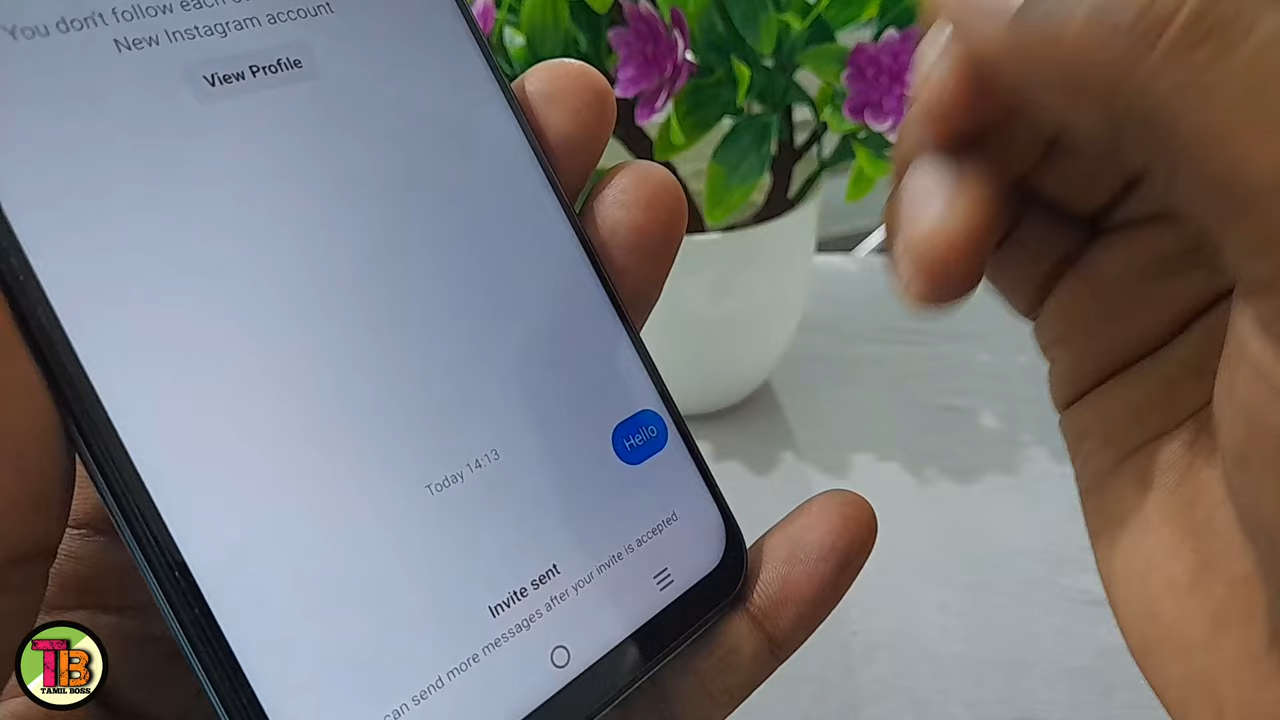 You don't follow each
New Instagram account
View Profile
Hello
Today 14:13
Invite sent
can send more messages after your invite is accepted
TB
TAMIL BOSS